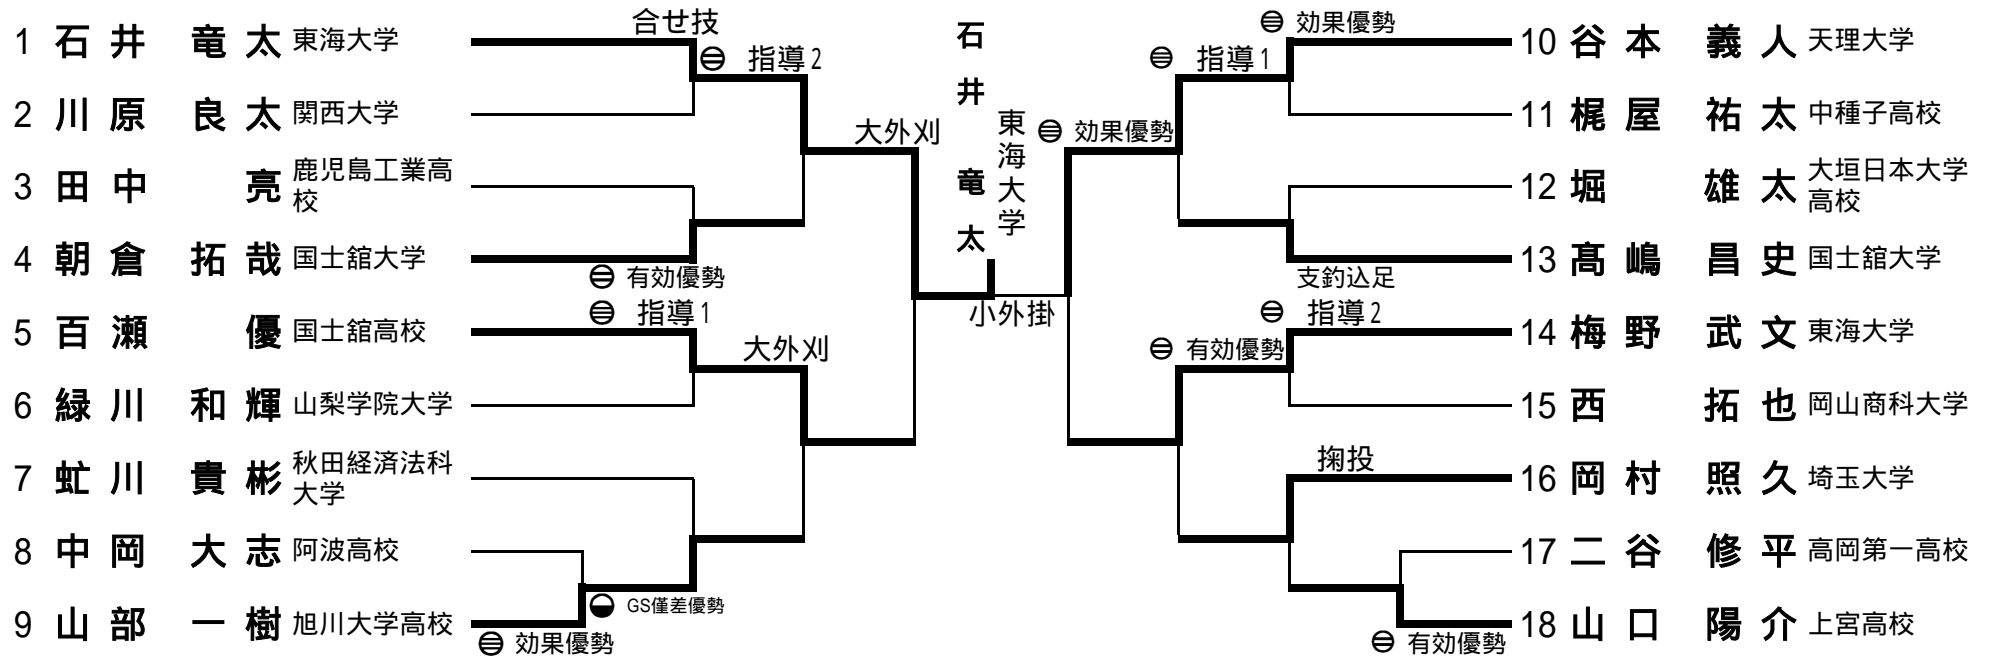 1 石井 竜太 東海大学
合せ技
2 川原 良太 関西大学
指導2
3 田中 亮 鹿児島工業高
校
大外刈
4 朝倉 拓哉 国士舘大学
有効優勢
5 百瀬 優 国士舘高校
指導1
6 緑川 和輝 山梨学院大学
大外刈
7 虻川 貴彬 秋田経済法科
大学
8 中岡 大志 阿波高校
GS僅差優勢
9 山部 一樹 旭川大学高校
効果優勢
石井 竜太
東海大学
小外掛
10 谷本 義人 天理大学
効果優勢
11 梶屋 祐太 中種子高校
指導1
12 堀 雄太 大垣日本大学
高校
効果優勢
13 髙嶋 昌史 国士舘大学
支釣込足
14 梅野 武文 東海大学
指導2
15 西 拓也 岡山商科大学
有効優勢
16 岡村 照久 埼玉大学
掬投
17 二谷 修平 高岡第一高校
18 山口 陽介 上宮高校
有効優勢